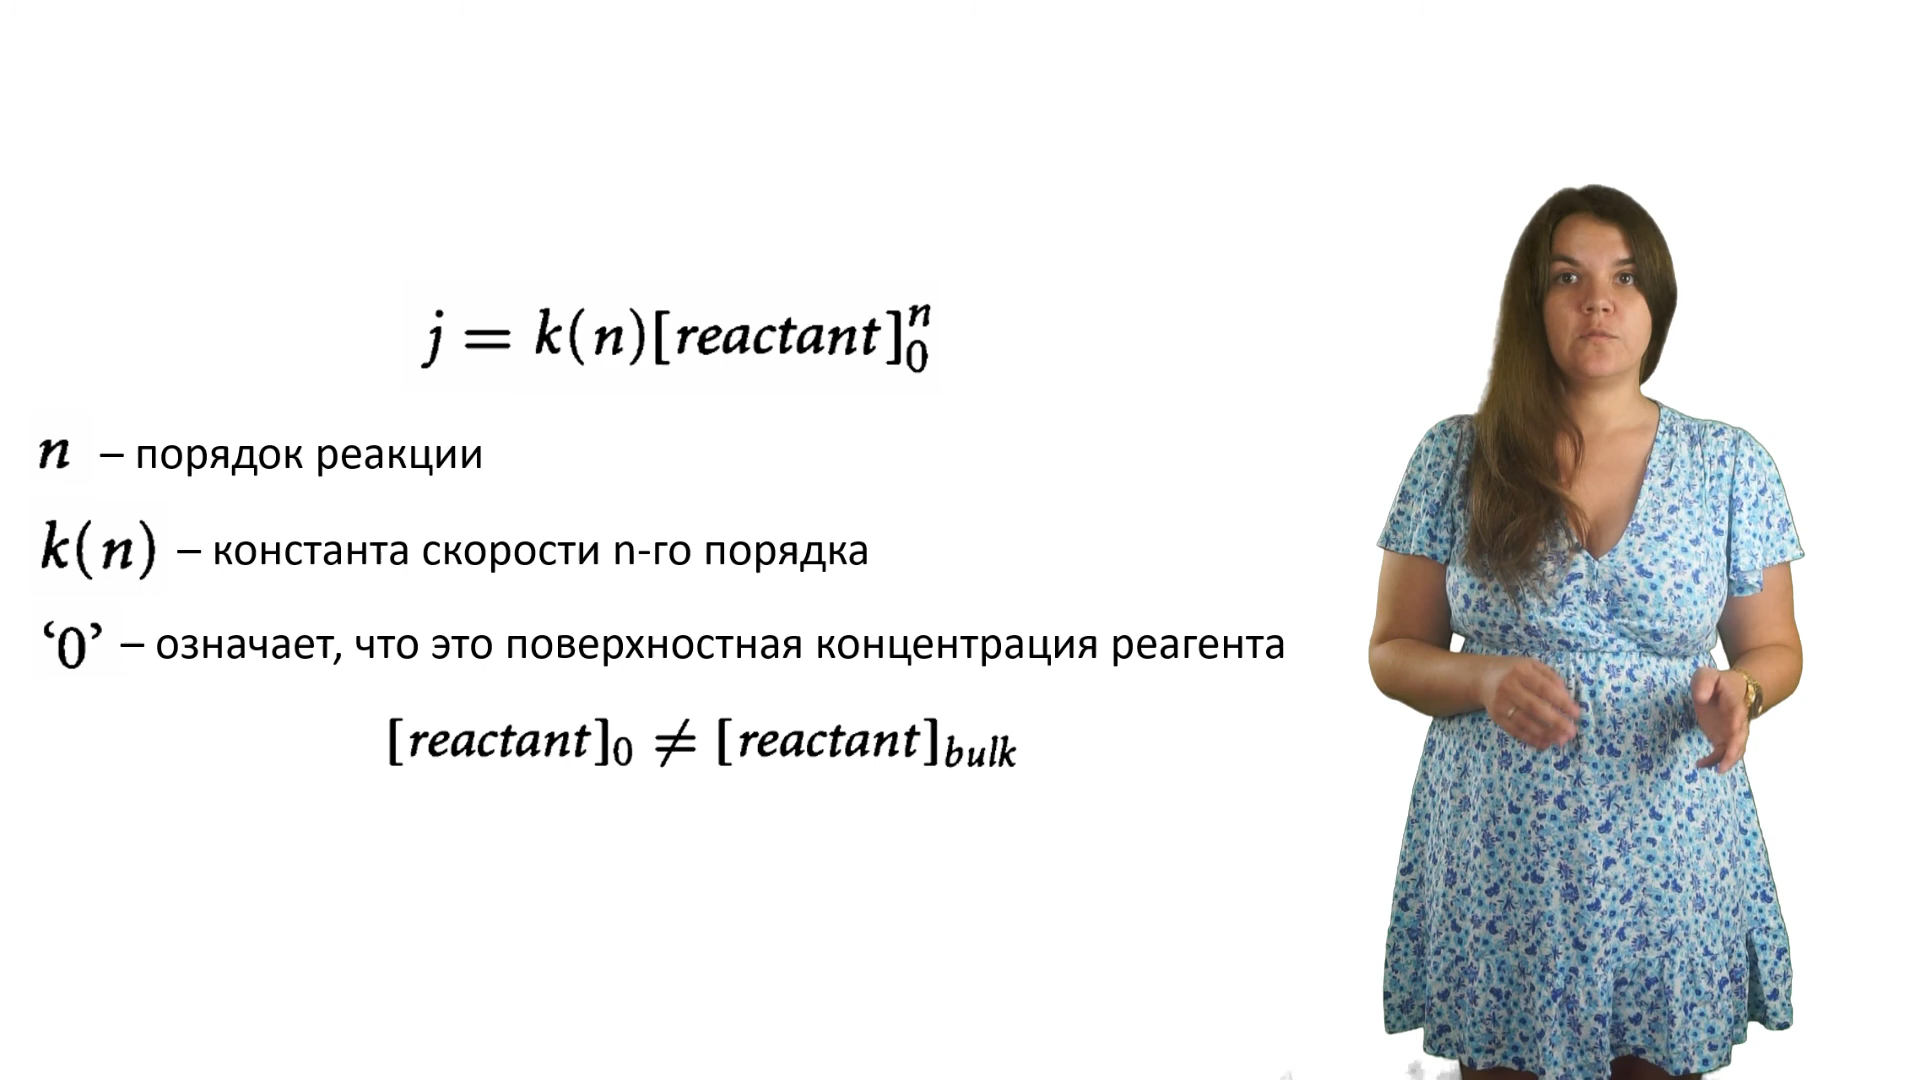 j = k(n)[reactant]₀ⁿ
n – порядок реакции
k(n) – константа скорости n-го порядка
‘0’ – означает, что это поверхностная концентрация реагента
[reactant]₀ ≠ [reactant]bulk